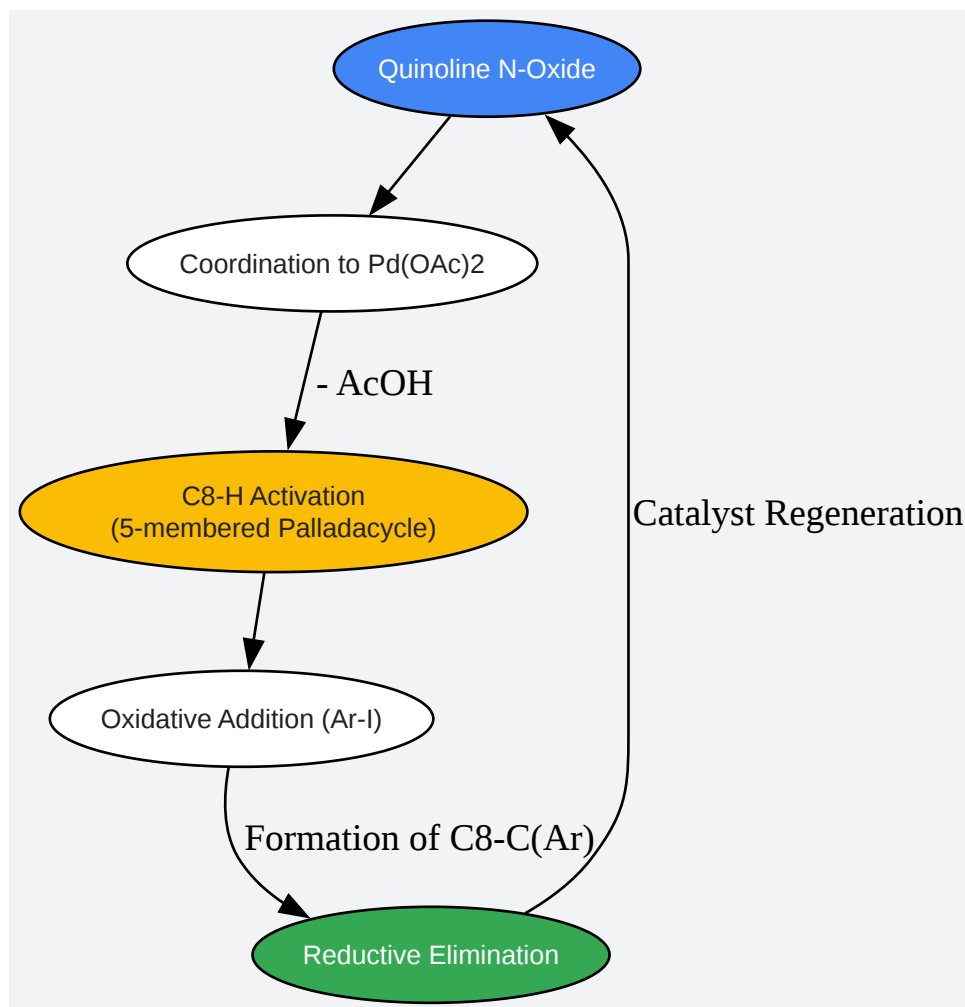 Quinoline N-Oxide
Coordination to Pd(OAc)2
- AcOH
C8-H Activation
(5-membered Palladacycle)
Catalyst Regeneration
Oxidative Addition (Ar-I)
Formation of C8-C(Ar)
Reductive Elimination